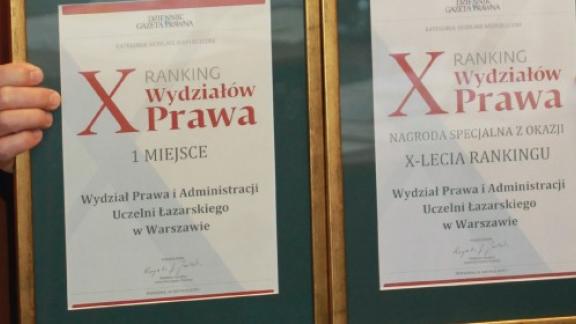 DZIENNIK
GAZETA PRAWNA
X RANKING
Wydziałów
Prawa
1 MIEJSCE
Wydział Prawa i Administracji
Uczelni Łazarskiego
w Warszawie
DZIENNIK
GAZETA PRAWNA
X RANKING
Wydziałów
Prawa
NAGRODA SPECJALNA Z OKAZJI
X-LECIA RANKINGU
Wydział Prawa i Administracji
Uczelni Łazarskiego
w Warszawie